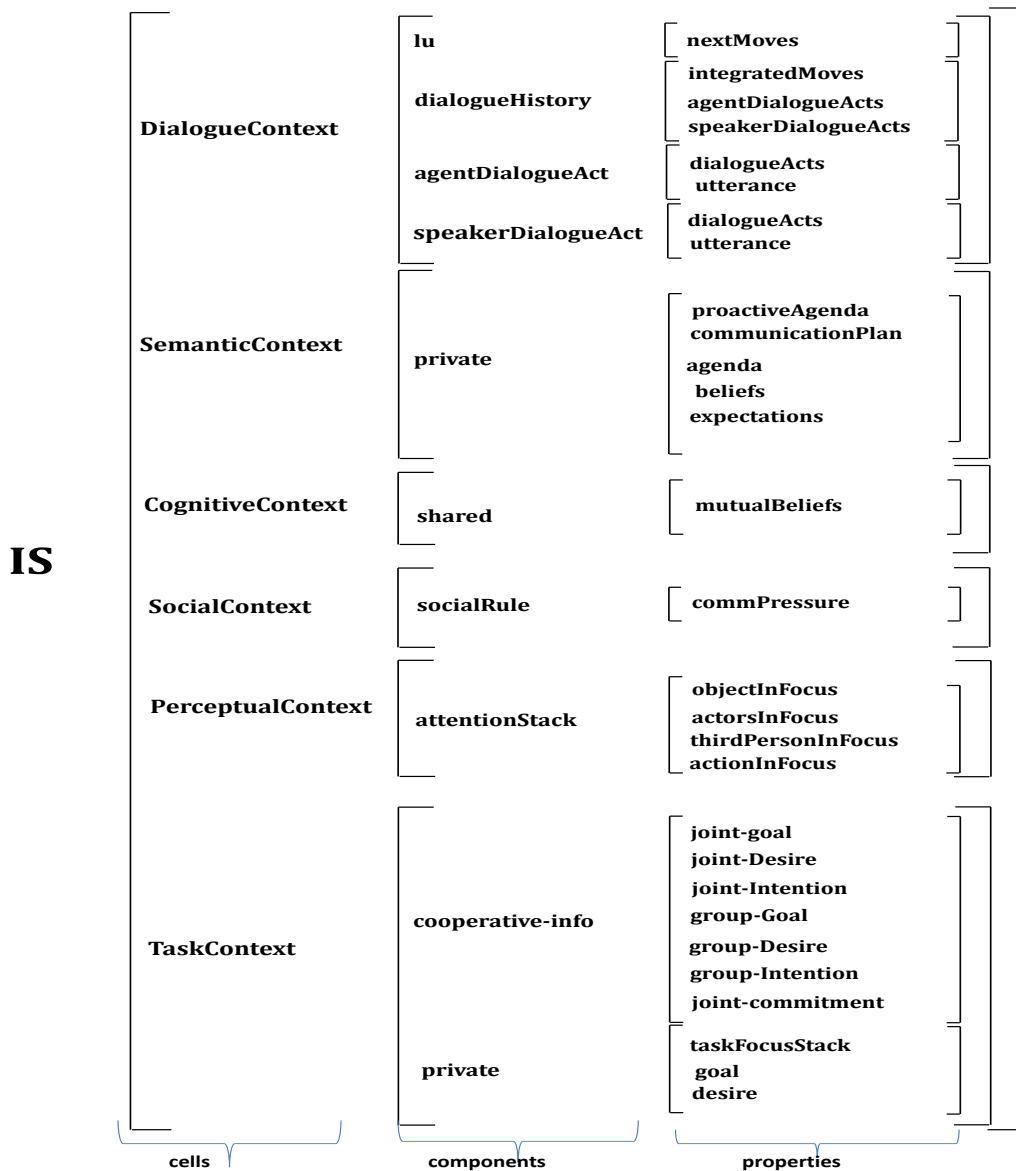 IS
DialogueContext
lu
nextMoves
dialogueHistory
integratedMoves
agentDialogueActs
speakerDialogueActs
agentDialogueAct
dialogueActs
utterance
speakerDialogueAct
dialogueActs
utterance
SemanticContext
private
proactiveAgenda
communicationPlan
agenda
beliefs
expectations
CognitiveContext
shared
mutualBeliefs
SocialContext
socialRule
commPressure
PerceptualContext
attentionStack
objectInFocus
actorsInFocus
thirdPersonInFocus
actionInFocus
TaskContext
cooperative-info
joint-goal
joint-Desire
joint-Intention
group-Goal
group-Desire
group-Intention
joint-commitment
private
taskFocusStack
goal
desire
cells
components
properties